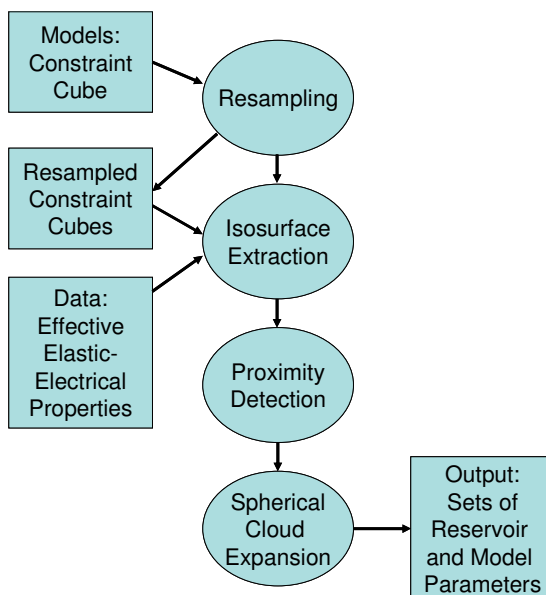 Models:
Constraint
Cube
Resampling
Resampled
Constraint
Cubes
Isosurface
Extraction
Data:
Effective
Elastic-
Electrical
Properties
Proximity
Detection
Spherical
Cloud
Expansion
Output:
Sets of
Reservoir
and Model
Parameters